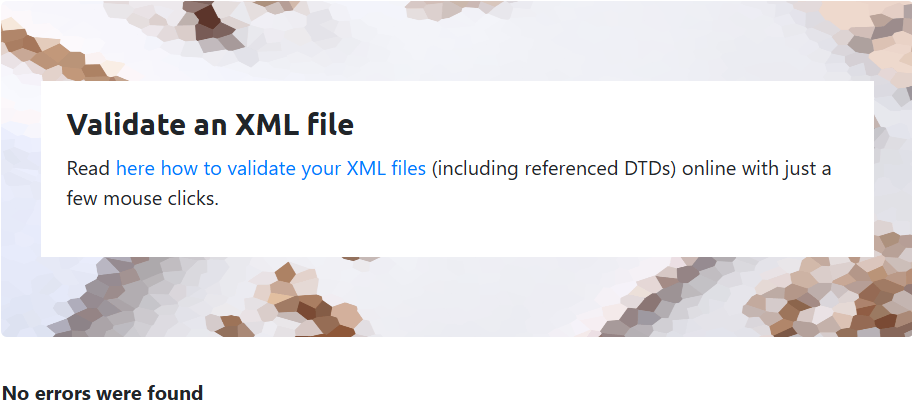 Validate an XML file
Read here how to validate your XML files (including referenced DTDs) online with just a
few mouse clicks.
No errors were found